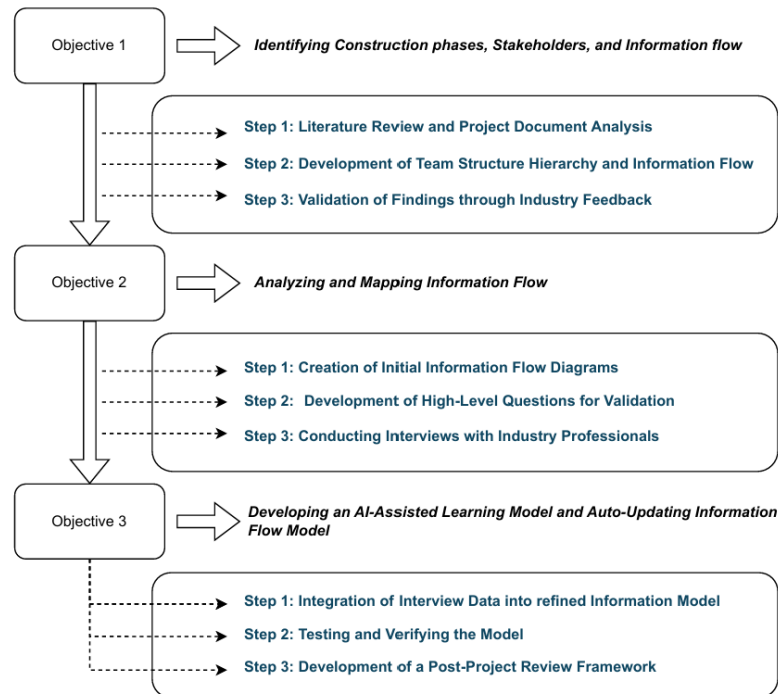 Objective 1
Identifying Construction phases, Stakeholders, and Information flow
Step 1: Literature Review and Project Document Analysis
Step 2: Development of Team Structure Hierarchy and Information Flow
Step 3: Validation of Findings through Industry Feedback
Objective 2
Analyzing and Mapping Information Flow
Step 1: Creation of Initial Information Flow Diagrams
Step 2: Development of High-Level Questions for Validation
Step 3: Conducting Interviews with Industry Professionals
Objective 3
Developing an AI-Assisted Learning Model and Auto-Updating Information
Flow Model
Step 1: Integration of Interview Data into refined Information Model
Step 2: Testing and Verifying the Model
Step 3: Development of a Post-Project Review Framework